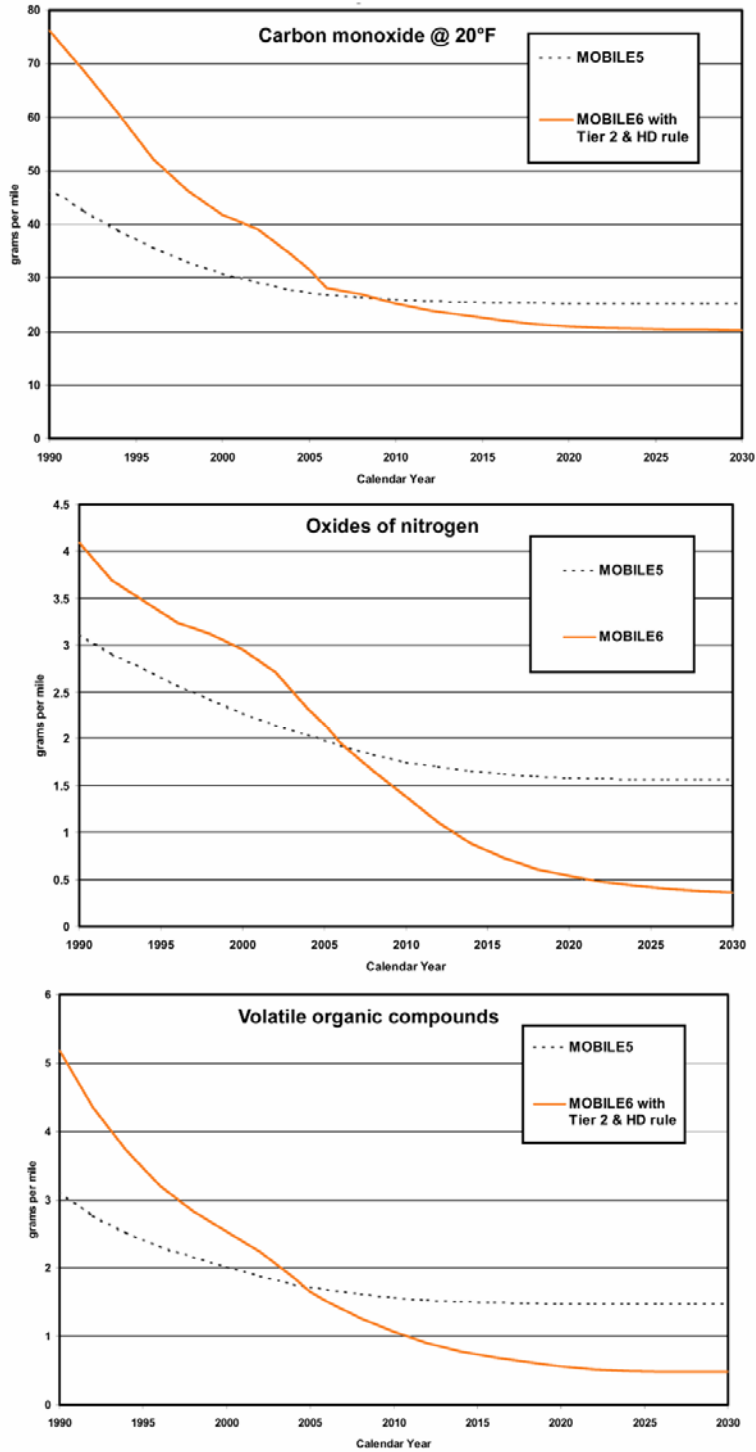 Carbon monoxide @ 20°F
MOBILE5
MOBILE6 with
Tier 2 & HD rule
grams per mile
80
70
60
50
40
30
20
10
0
1990 1995 2000 2005 2010 2015 2020 2025 2030
Calendar Year
Oxides of nitrogen
MOBILE5
MOBILE6
grams per mile
4.5
4
3.5
3
2.5
2
1.5
1
0.5
0
1990 1995 2000 2005 2010 2015 2020 2025 2030
Calendar Year
Volatile organic compounds
MOBILE5
MOBILE6 with
Tier 2 & HD rule
grams per mile
6
5
4
3
2
1
0
1990 1995 2000 2005 2010 2015 2020 2025 2030
Calendar Year